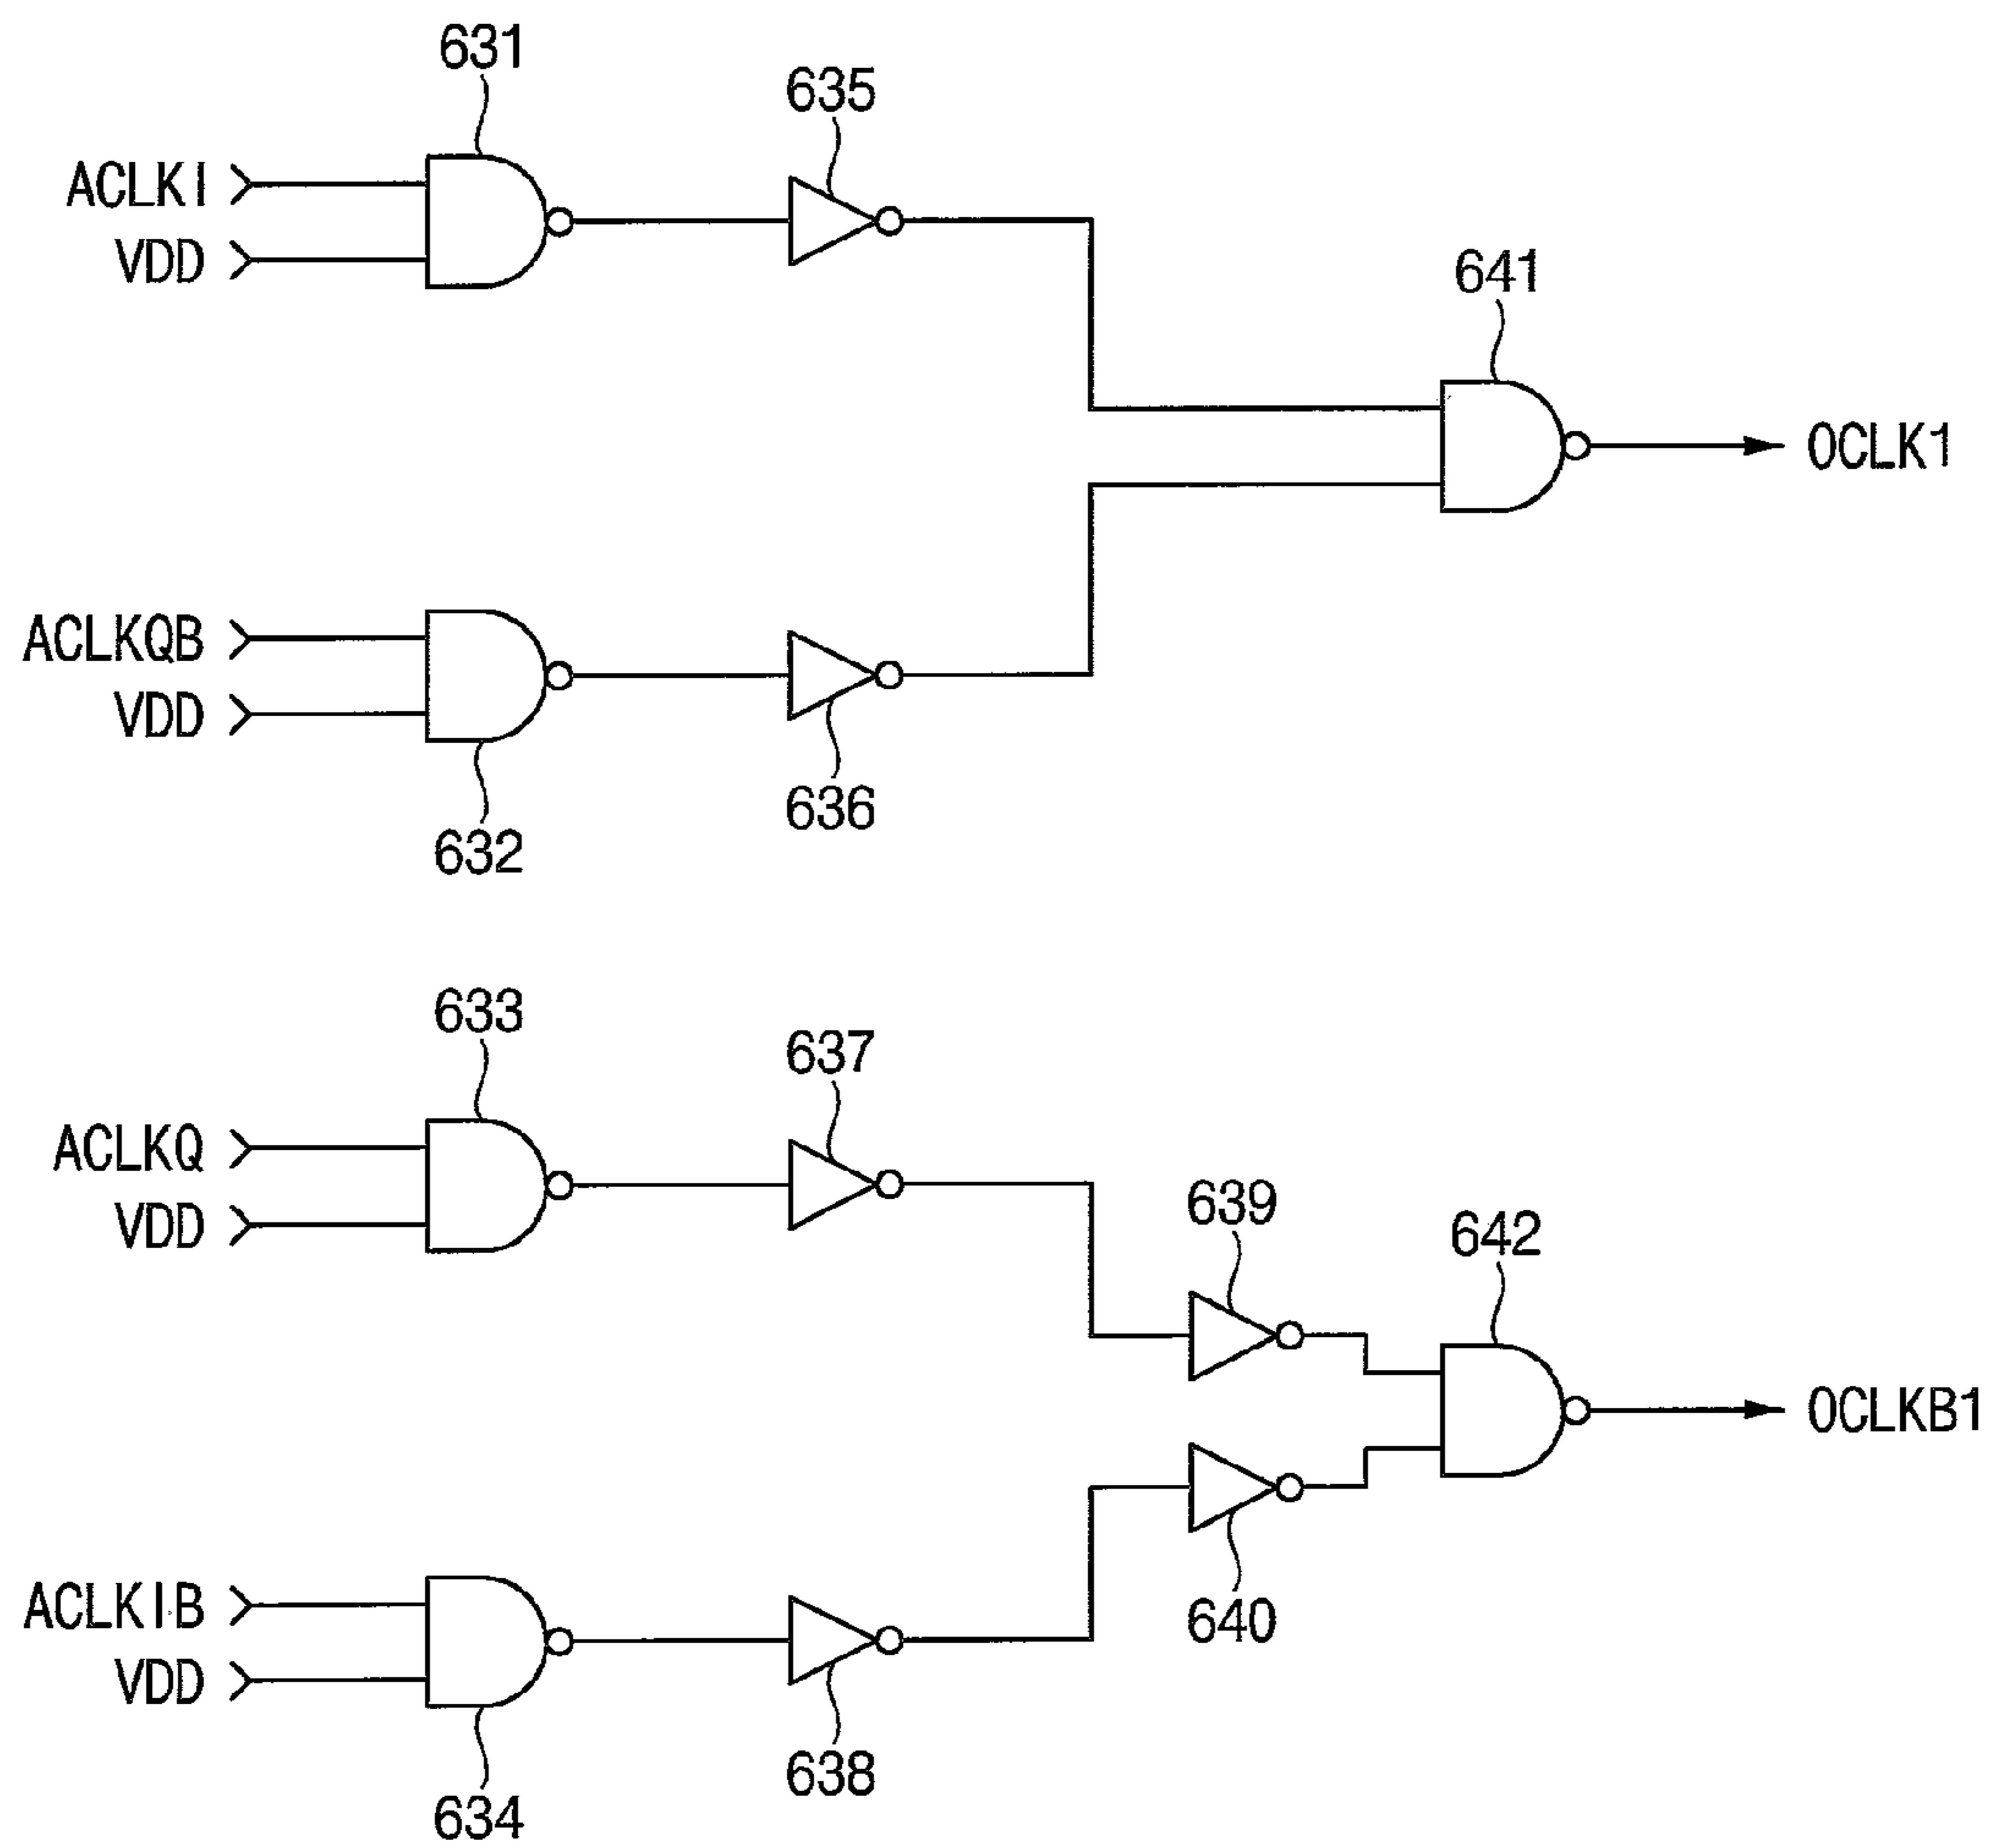 631
635
ACLKI
VDD
641
OCLK1
ACLKQB
VDD
636
632
633
637
ACLKQ
VDD
639
642
OCLKB1
ACLKIB
VDD
640
638
634